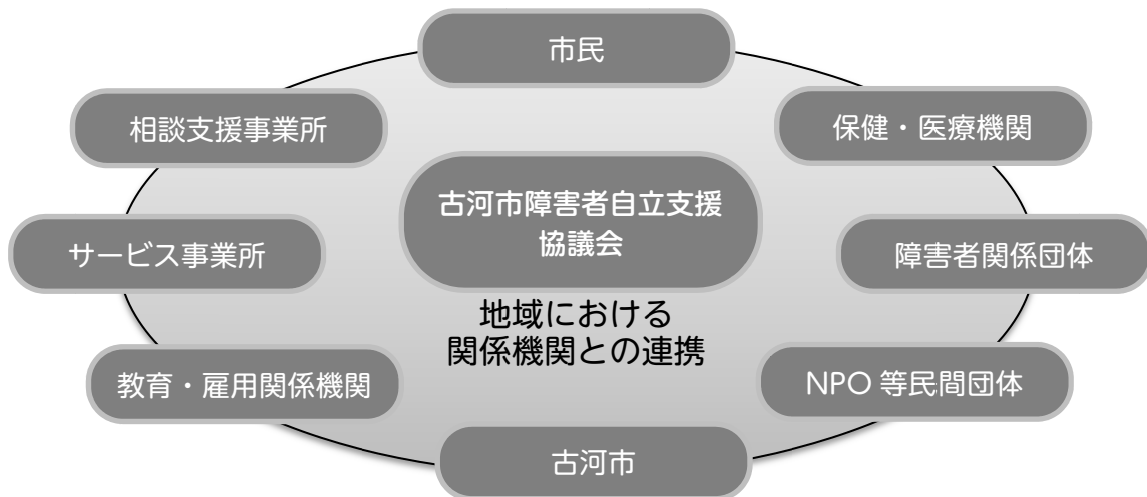 市民
相談支援事業所
保健・医療機関
古河市障害者自立支援
協議会
サービス事業所
障害者関係団体
地域における
関係機関との連携
教育・雇用関係機関
NPO 等民間団体
古河市